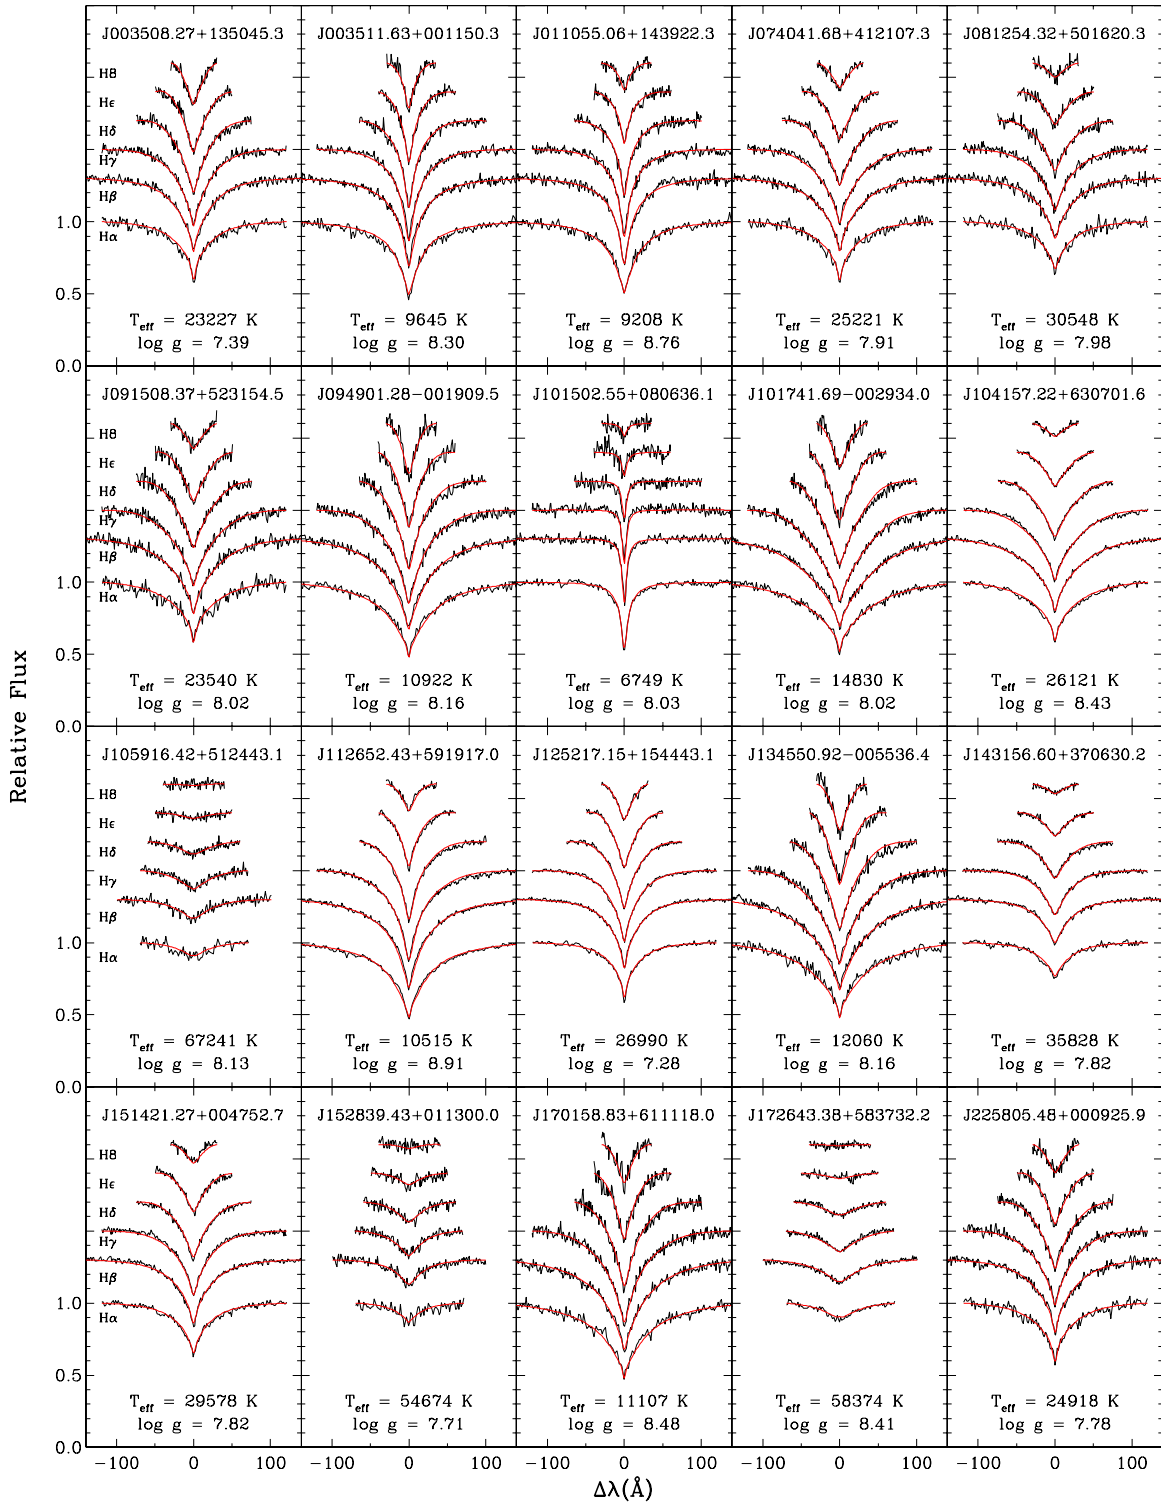 J003508.27+135045.3 J003511.63+001150.3 J011055.06+143922.3 J074041.68+412107.3 J081254.32+501620.3
H8
Hϵ
Hδ
Hγ
Hβ
1.0
Hα
0.5
T_eff = 23227 K T_eff = 9645 K T_eff = 9208 K T_eff = 25221 K T_eff = 30548 K
log g = 7.39 log g = 8.30 log g = 8.76 log g = 7.91 log g = 7.98
0.0
J091508.37+523154.5 J094901.28−001909.5 J101502.55+080636.1 J101741.69−002934.0 J104157.22+630701.6
H8
Hϵ
Hδ
Hγ
Hβ
1.0
Hα
0.5
T_eff = 23540 K T_eff = 10922 K T_eff = 6749 K T_eff = 14830 K T_eff = 26121 K
log g = 8.02 log g = 8.16 log g = 8.03 log g = 8.02 log g = 8.43
0.0
Relative Flux
J105916.42+512443.1 J112652.43+591917.0 J125217.15+154443.1 J134550.92−005536.4 J143156.60+370630.2
H8
Hϵ
Hδ
Hγ
Hβ
1.0
Hα
0.5
T_eff = 67241 K T_eff = 10515 K T_eff = 26990 K T_eff = 12060 K T_eff = 35828 K
log g = 8.13 log g = 8.91 log g = 7.28 log g = 8.16 log g = 7.82
0.0
J151421.27+004752.7 J152839.43+011300.0 J170158.83+611118.0 J172643.38+583732.2 J225805.48+000925.9
H8
Hϵ
Hδ
Hγ
Hβ
1.0
Hα
0.5
T_eff = 29578 K T_eff = 54674 K T_eff = 11107 K T_eff = 58374 K T_eff = 24918 K
log g = 7.82 log g = 7.71 log g = 8.48 log g = 8.41 log g = 7.78
0.0
−100 0 100 −100 0 100 −100 0 100 −100 0 100 −100 0 100
Δλ(Å)